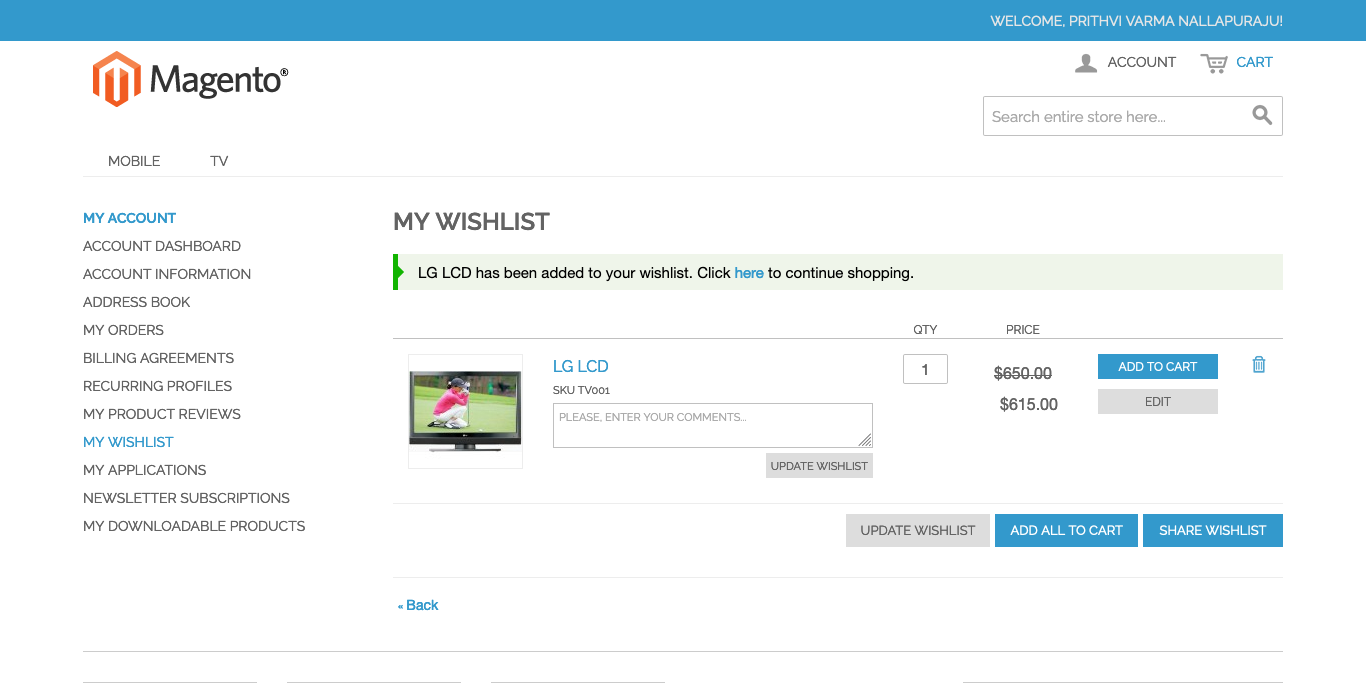 WELCOME, PRITHVI VARMA NALLAPURAJU!
Magento®
ACCOUNT
CART
Search entire store here...
MOBILE
TV
MY ACCOUNT
ACCOUNT DASHBOARD
ACCOUNT INFORMATION
ADDRESS BOOK
MY ORDERS
BILLING AGREEMENTS
RECURRING PROFILES
MY PRODUCT REVIEWS
MY WISHLIST
MY APPLICATIONS
NEWSLETTER SUBSCRIPTIONS
MY DOWNLOADABLE PRODUCTS
MY WISHLIST
LG LCD has been added to your wishlist. Click here to continue shopping.
QTY PRICE
LG LCD
SKU TV001
PLEASE, ENTER YOUR COMMENTS...
UPDATE WISHLIST
1
$650.00
$615.00
ADD TO CART
EDIT
UPDATE WISHLIST
ADD ALL TO CART
SHARE WISHLIST
« Back